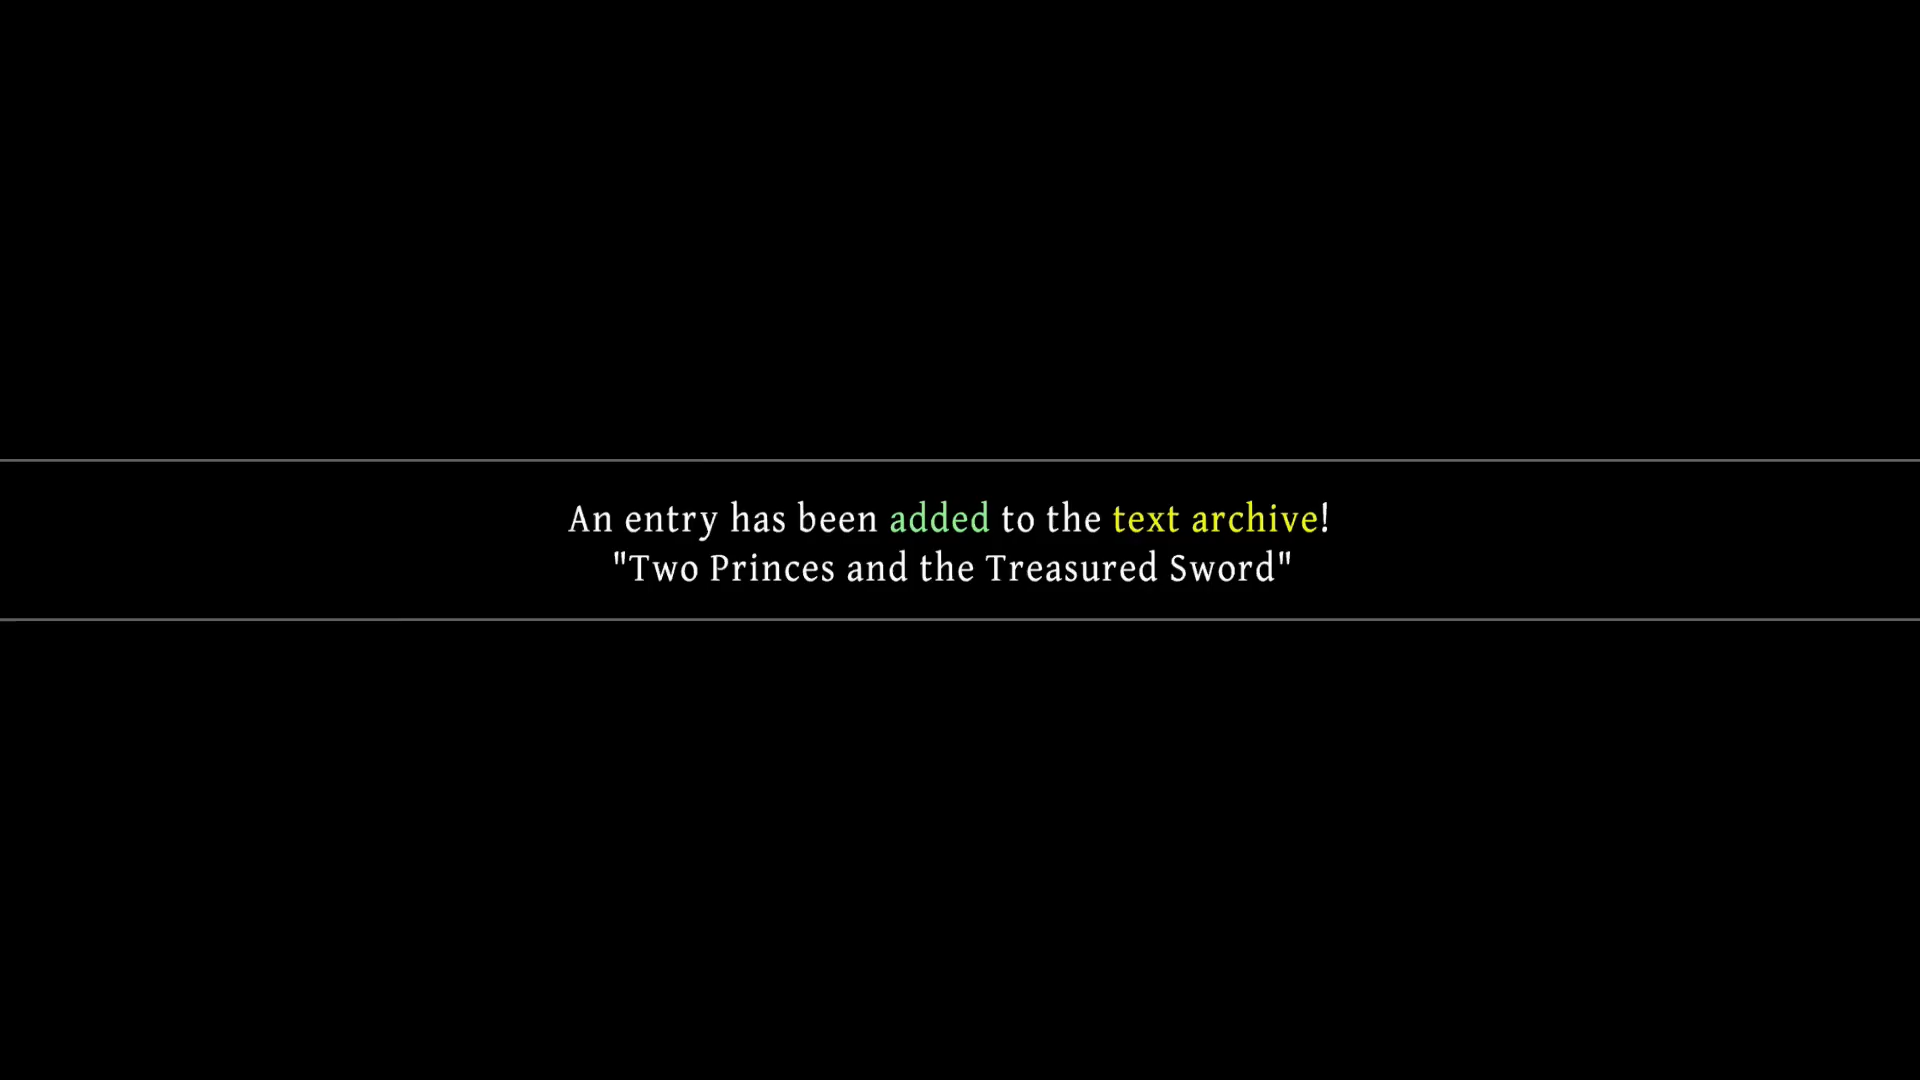 An entry has been added to the text archive!
"Two Princes and the Treasured Sword"